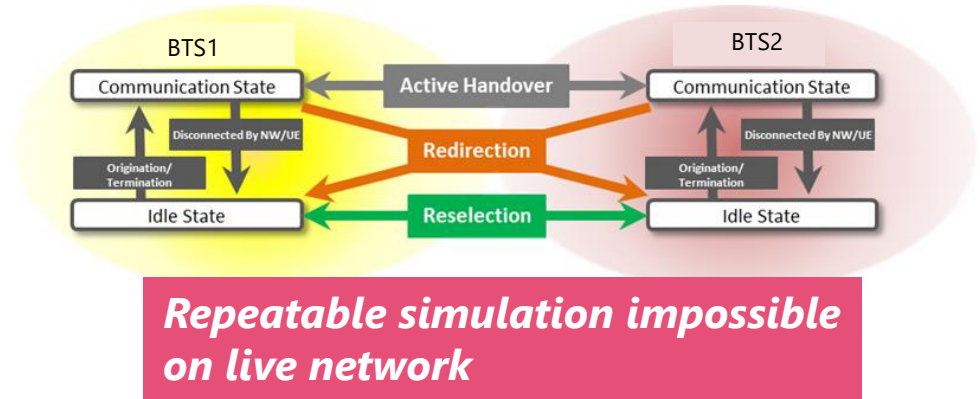 BTS1
BTS2
Communication State
Active Handover
Communication State
Disconnected By NW/UE
Disconnected By NW/UE
Redirection
Origination/
Termination
Origination/
Termination
Idle State
Reselection
Idle State
Repeatable simulation impossible
on live network